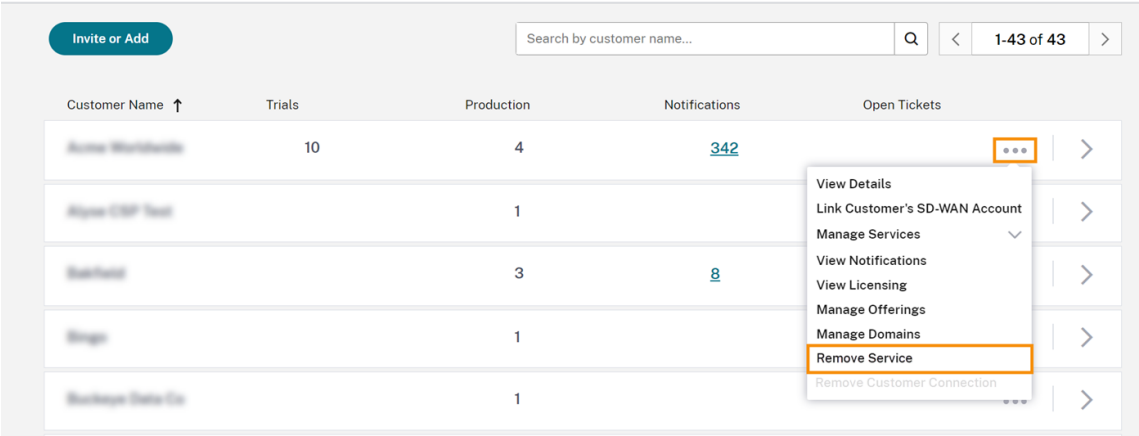 Invite or Add
Search by customer name...
1-43 of 43
Customer Name Trials Production Notifications Open Tickets
10 4 342
1
3 8
1
1
View Details
Link Customer's SD-WAN Account
Manage Services
View Notifications
View Licensing
Manage Offerings
Manage Domains
Remove Service
Remove Customer Connection